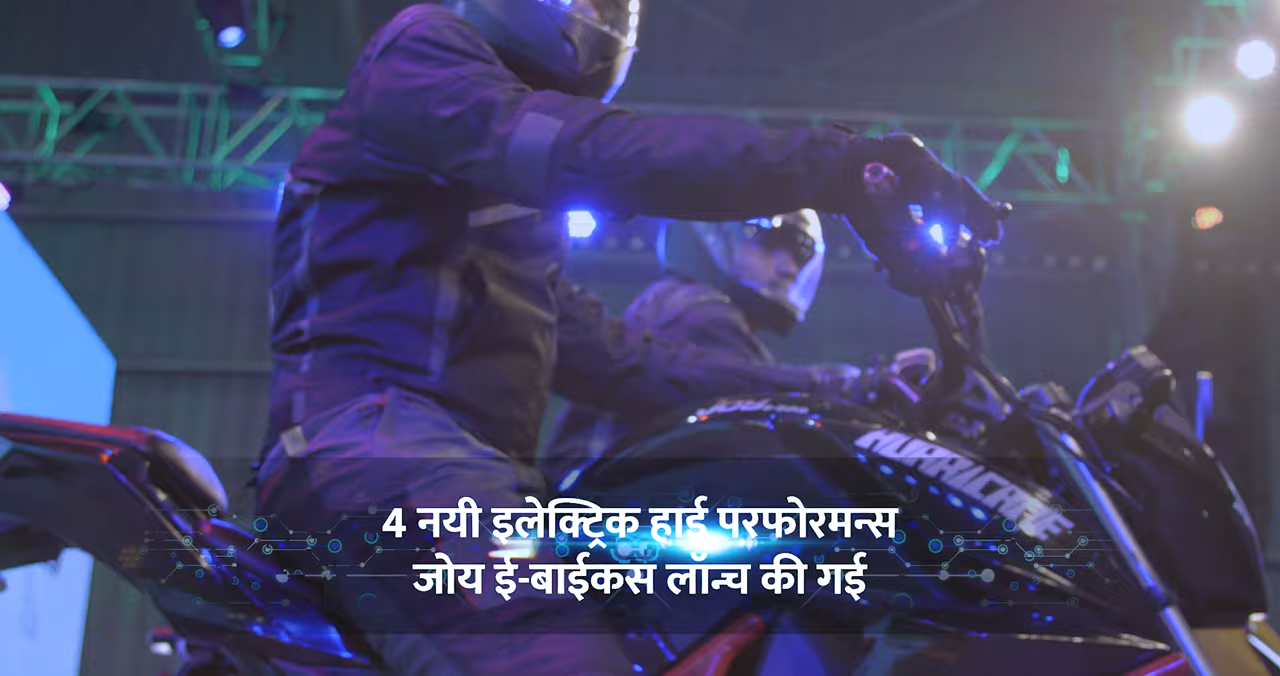 HURRICANE
4 नयी इलेक्ट्रिक हाई परफोरमन्स
जोय ई-बाईकस लॉन्च की गई